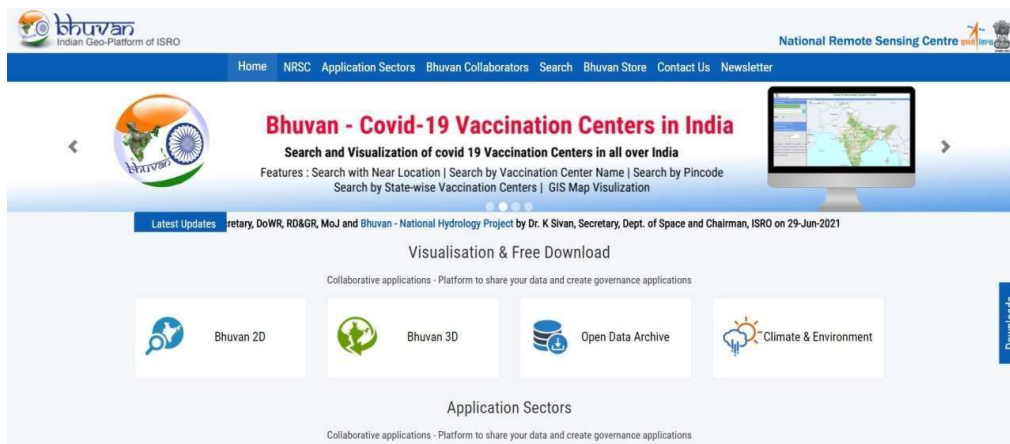 bhuvan
Indian Geo-Platform of ISRO
National Remote Sensing Centre
Home NRSC Application Sectors Bhuvan Collaborators Search Bhuvan Store Contact Us Newsletter
bhuvan
Bhuvan - Covid-19 Vaccination Centers in India
Search and Visualization of covid 19 Vaccination Centers in all over India
Features : Search with Near Location | Search by Vaccination Center Name | Search by Pincode
Search by State-wise Vaccination Centers | GIS Map Visulization
Latest Updates retary, DoWR, RD&GR, MoJ and Bhuvan - National Hydrology Project by Dr. K Sivan, Secretary, Dept. of Space and Chairman, ISRO on 29-Jun-2021
Visualisation & Free Download
Collaborative applications - Platform to share your data and create governance applications
Bhuvan 2D
Bhuvan 3D
Open Data Archive
Climate & Environment
Downloads
Application Sectors
Collaborative applications - Platform to share your data and create governance applications